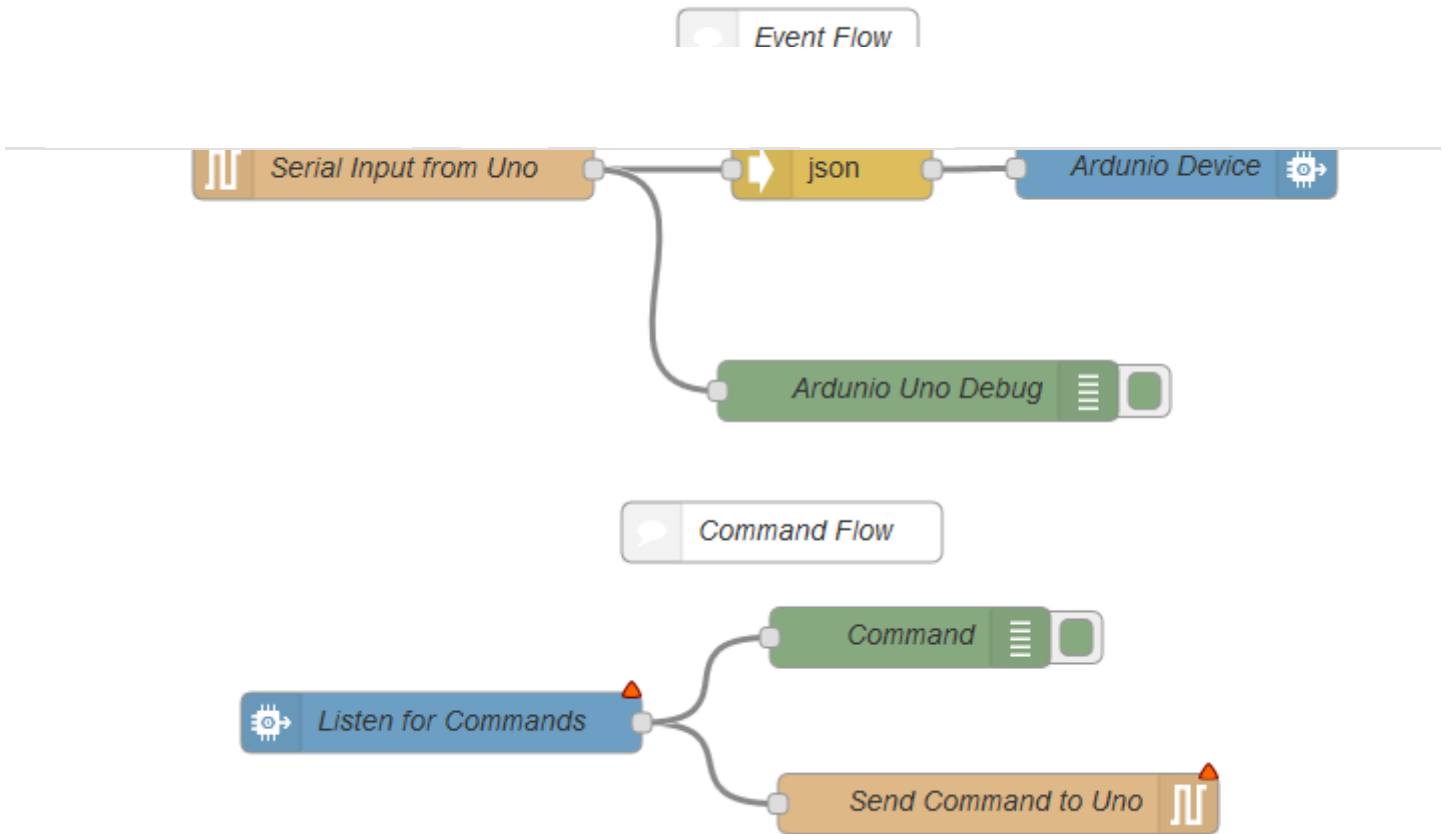 Event Flow
Serial Input from Uno
json
Ardunio Device
Ardunio Uno Debug
Command Flow
Command
Listen for Commands
Send Command to Uno